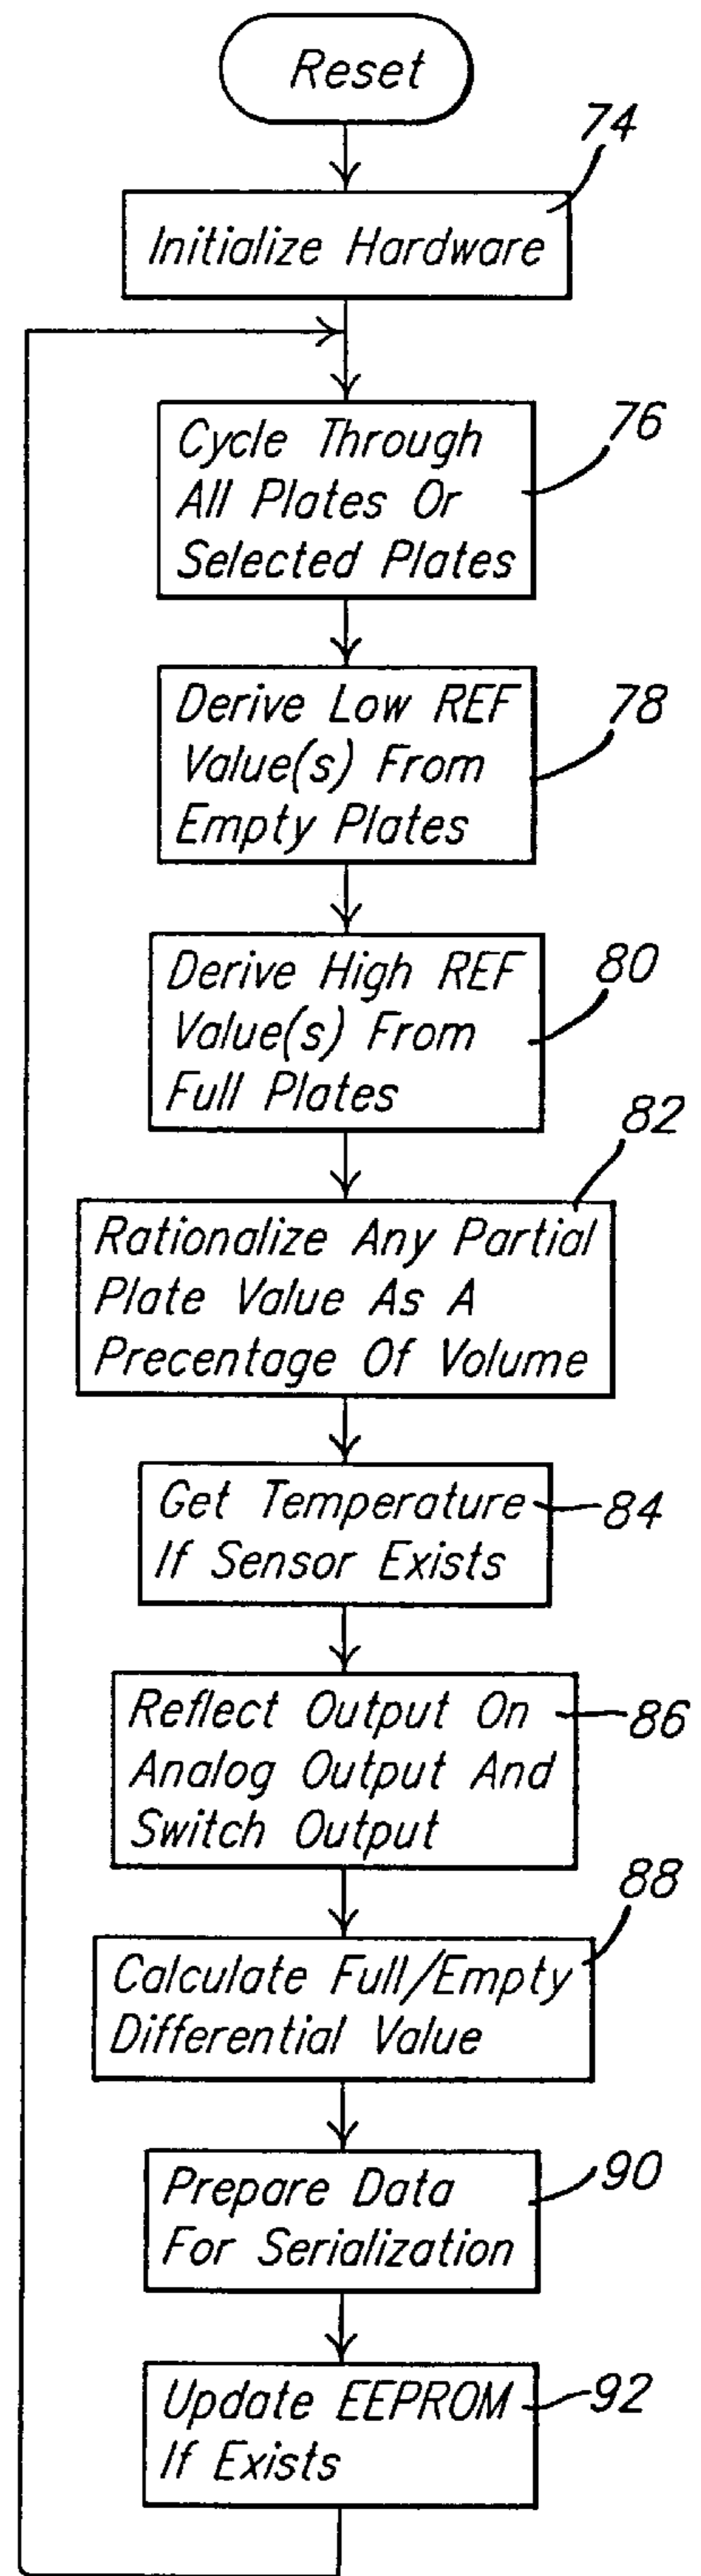 Reset
74
Initialize Hardware
76
Cycle Through
All Plates Or
Selected Plates
78
Derive Low REF
Value(s) From
Empty Plates
80
Derive High REF
Value(s) From
Full Plates
82
Rationalize Any Partial
Plate Value As A
Precentage Of Volume
Get Temperature
84
If Sensor Exists
Reflect Output On
86
Analog Output And
Switch Output
88
Calculate Full/Empty
Differential Value
90
Prepare Data
For Serialization
Update EEPROM
92
If Exists